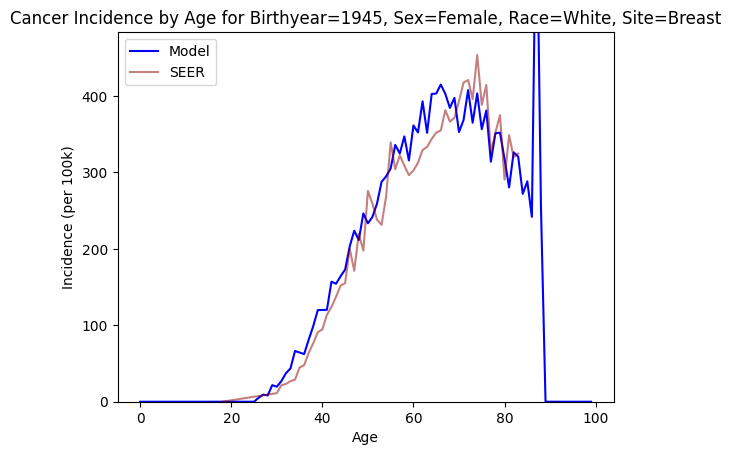 Cancer Incidence by Age for Birthyear=1945, Sex=Female, Race=White, Site=Breast
Model
SEER
400
300
200
100
0
Incidence (per 100k)
0 20 40 60 80 100
Age